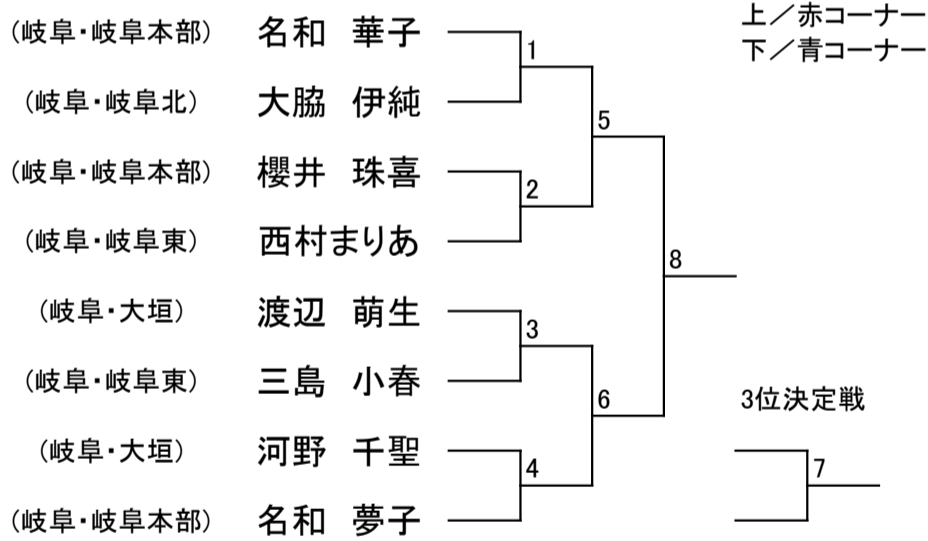 (岐阜・岐阜本部) 名和 華子
上／赤コーナー
下／青コーナー
1
(岐阜・岐阜北) 大脇 伊純
5
(岐阜・岐阜本部) 櫻井 珠喜
2
(岐阜・岐阜東) 西村まりあ
8
(岐阜・大垣) 渡辺 萌生
3
(岐阜・岐阜東) 三島 小春
6
3位決定戦
(岐阜・大垣) 河野 千聖
4
7
(岐阜・岐阜本部) 名和 夢子